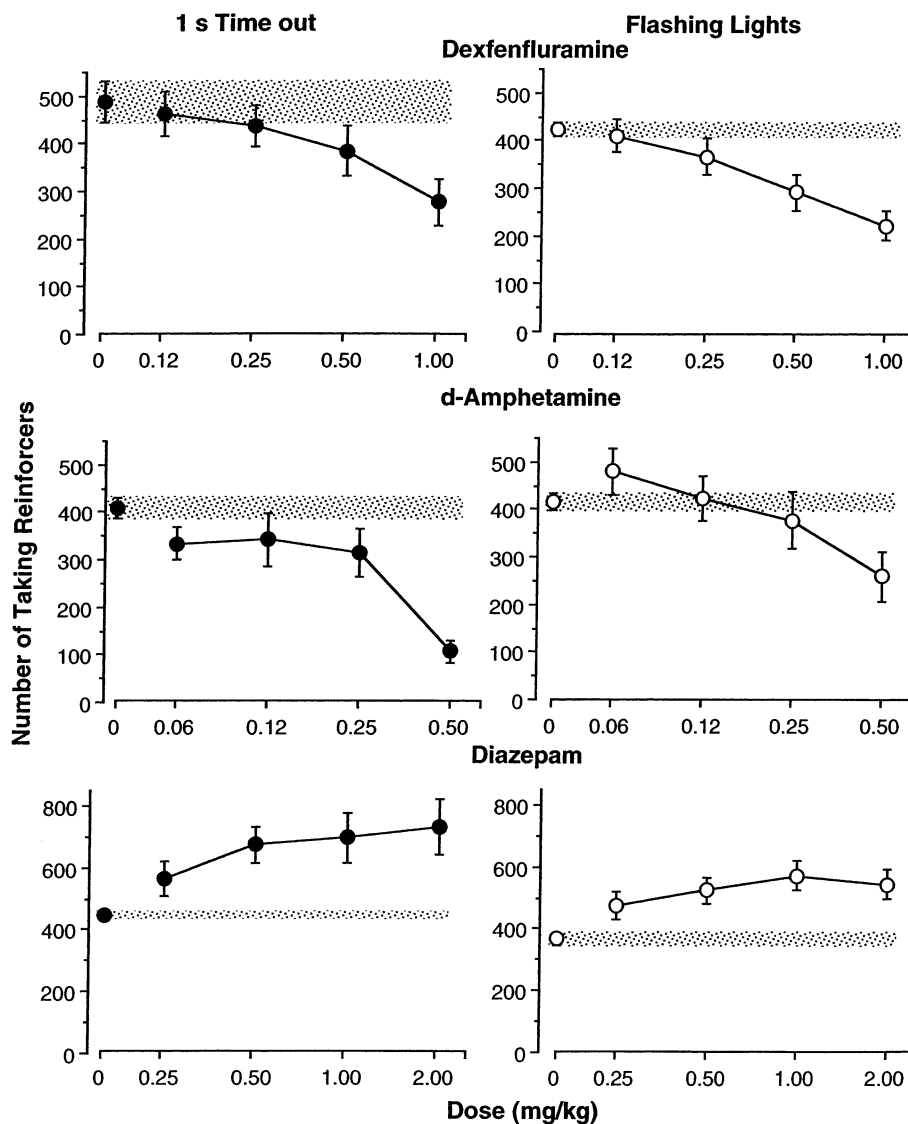 1 s Time out
Flashing Lights
Dexfenfluramine
500
400
300
200
100
0
0 0.12 0.25 0.50 1.00
500
400
300
200
100
0
0 0.12 0.25 0.50 1.00
d-Amphetamine
Number of Taking Reinforcers
500
400
300
200
100
0
0 0.06 0.12 0.25 0.50
500
400
300
200
100
0
0 0.06 0.12 0.25 0.50
Diazepam
800
600
400
200
0
0 0.25 0.50 1.00 2.00
800
600
400
200
0
0 0.25 0.50 1.00 2.00
Dose (mg/kg)